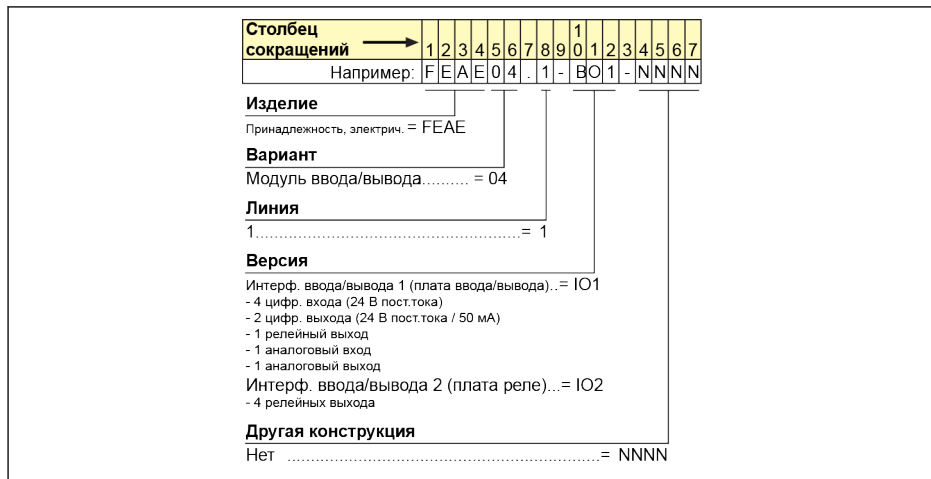 Столбец
сокращений 1 2 3 4 5 6 7 8 9 10 1 2 3 4 5 6 7
Например: F E A E 0 4 . 1 - B O 1 - N N N N
Изделие
Принадлежность, электрич. = FEAE
Вариант
Модуль ввода/вывода.......... = 04
Линия
1........................................................= 1
Версия
Интерф. ввода/вывода 1 (плата ввода/вывода)..= IO1
- 4 цифр. входа (24 В пост.тока)
- 2 цифр. выхода (24 В пост.тока / 50 мА)
- 1 релейный выход
- 1 аналоговый вход
- 1 аналоговый выход
Интерф. ввода/вывода 2 (плата реле)...= IO2
- 4 релейных выхода
Другая конструкция
Нет ..................................................................= NNNN